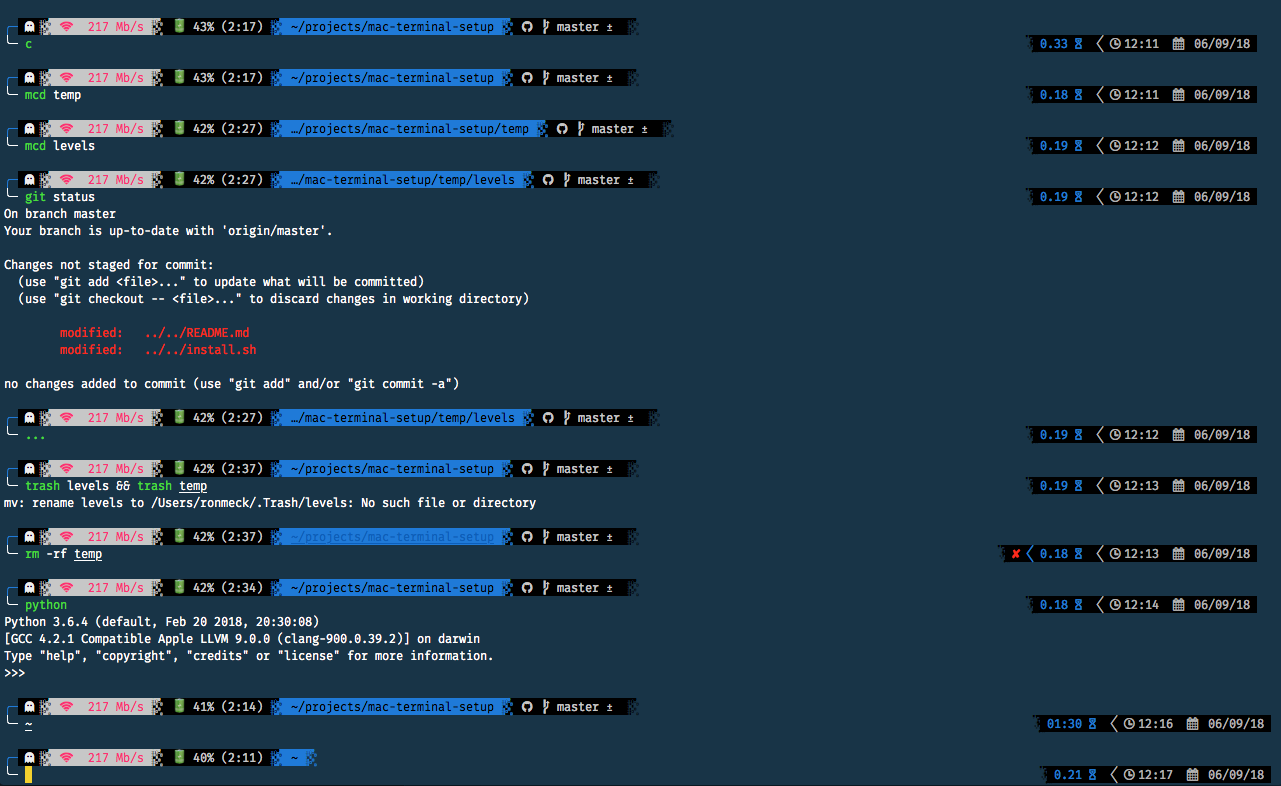 217 Mb/s 43% (2:17) ~/projects/mac-terminal-setup master ±
c 0.33 12:11 06/09/18
217 Mb/s 43% (2:17) ~/projects/mac-terminal-setup master ±
mcd temp 0.18 12:11 06/09/18
217 Mb/s 42% (2:27) …/projects/mac-terminal-setup/temp master ±
mcd levels 0.19 12:12 06/09/18
217 Mb/s 42% (2:27) …/mac-terminal-setup/temp/levels master ±
git status 0.19 12:12 06/09/18
On branch master
Your branch is up-to-date with 'origin/master'.
Changes not staged for commit:
(use "git add <file>..." to update what will be committed)
(use "git checkout -- <file>..." to discard changes in working directory)
modified: ../../README.md
modified: ../../install.sh
no changes added to commit (use "git add" and/or "git commit -a")
217 Mb/s 42% (2:27) …/mac-terminal-setup/temp/levels master ±
... 0.19 12:12 06/09/18
217 Mb/s 42% (2:37) ~/projects/mac-terminal-setup master ±
trash levels && trash temp 0.19 12:13 06/09/18
mv: rename levels to /Users/ronmeck/.Trash/levels: No such file or directory
217 Mb/s 42% (2:37) ~/projects/mac-terminal-setup master ±
rm -rf temp ✘ 0.18 12:13 06/09/18
217 Mb/s 42% (2:34) ~/projects/mac-terminal-setup master ±
python 0.18 12:14 06/09/18
Python 3.6.4 (default, Feb 20 2018, 20:30:08)
[GCC 4.2.1 Compatible Apple LLVM 9.0.0 (clang-900.0.39.2)] on darwin
Type "help", "copyright", "credits" or "license" for more information.
>>>
217 Mb/s 41% (2:14) ~/projects/mac-terminal-setup master ±
~ 01:30 12:16 06/09/18
217 Mb/s 40% (2:11) ~
0.21 12:17 06/09/18